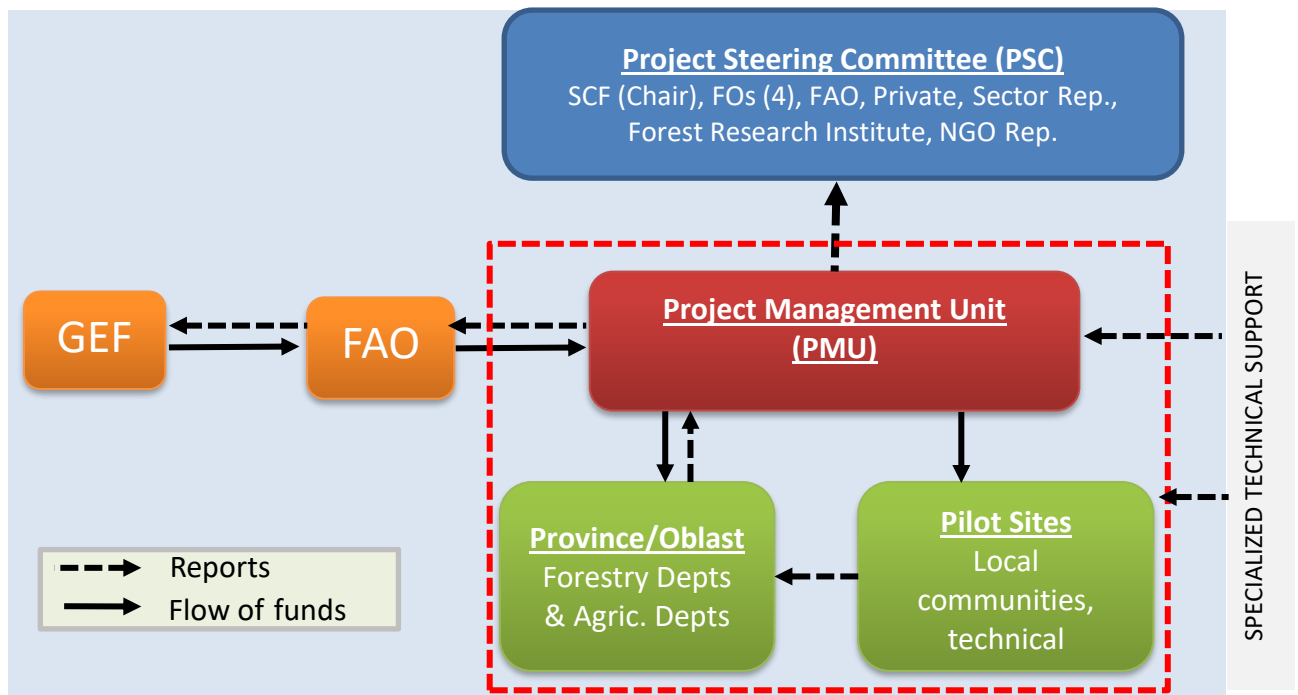 Project Steering Committee (PSC)
SCF (Chair), FOs (4), FAO, Private, Sector Rep.,
Forest Research Institute, NGO Rep.
GEF
FAO
Project Management Unit
(PMU)
SPECIALIZED TECHNICAL SUPPORT
Province/Oblast
Forestry Depts
& Agric. Depts
Pilot Sites
Local
communities,
technical
Reports
Flow of funds